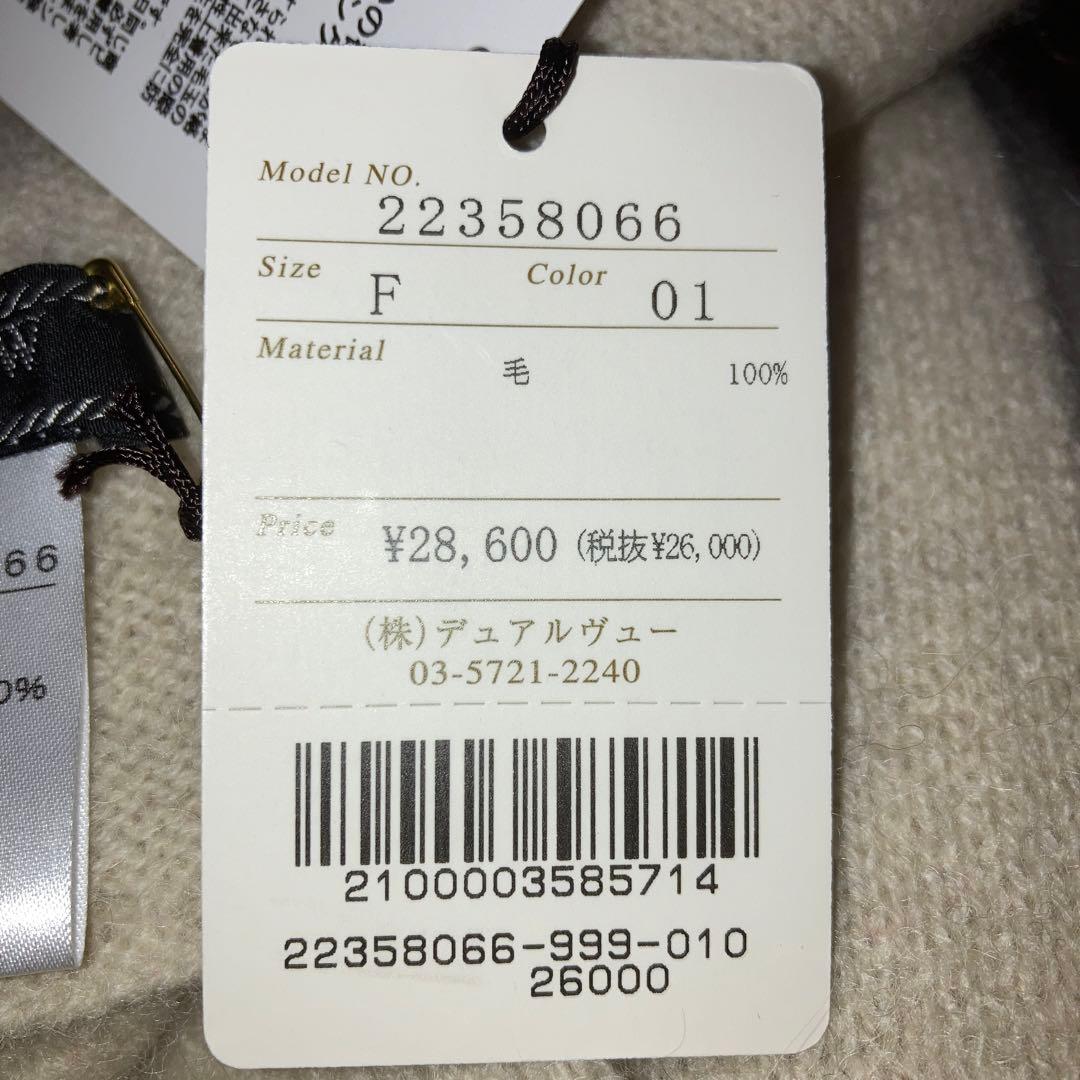 Model NO.
22358066
Size F Color 01
Material 毛 100%
Price ¥28,600 (税抜¥26,000)
(株)デュアルヴュー
03-5721-2240
2100003585714
22358066-999-010
26000
66
0%